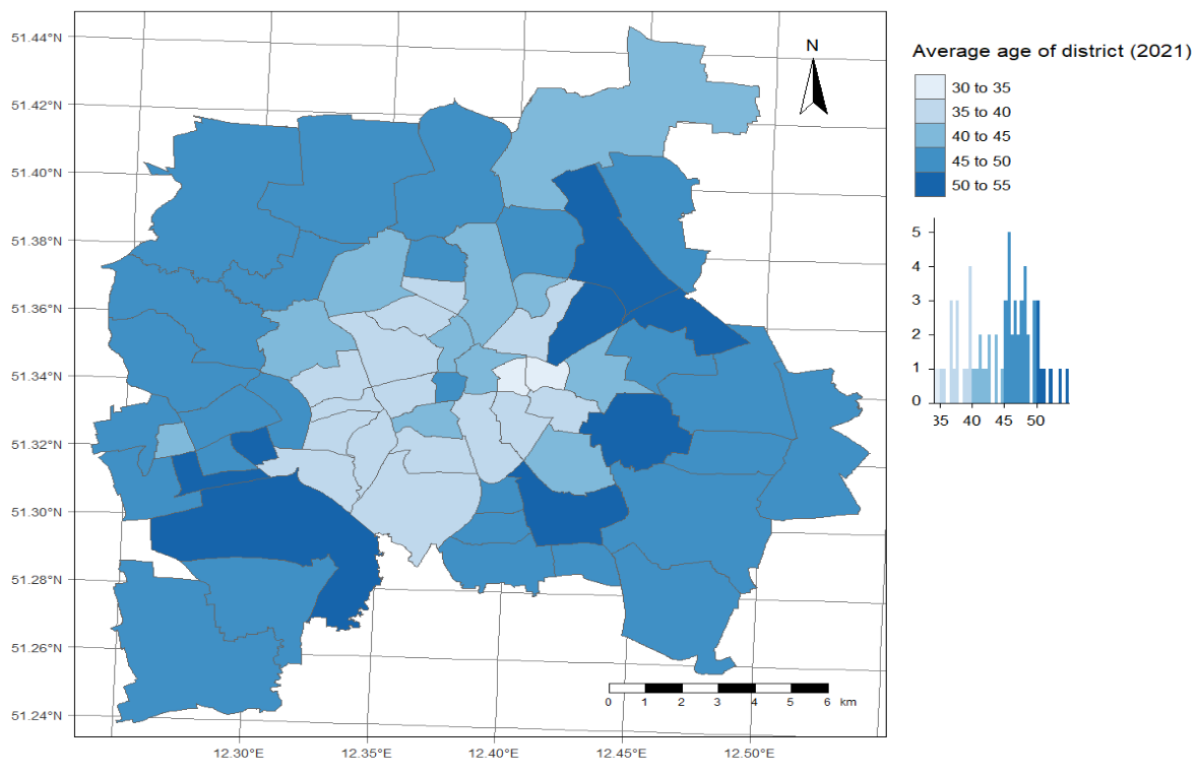 Average age of district (2021)
30 to 35
35 to 40
40 to 45
45 to 50
50 to 55
N
51.44°N
51.42°N
51.40°N
51.38°N
51.36°N
51.34°N
51.32°N
51.30°N
51.28°N
51.26°N
51.24°N
12.30°E 12.35°E 12.40°E 12.45°E 12.50°E
0 1 2 3 4 5 6 km
5
4
3
2
1
0
35 40 45 50